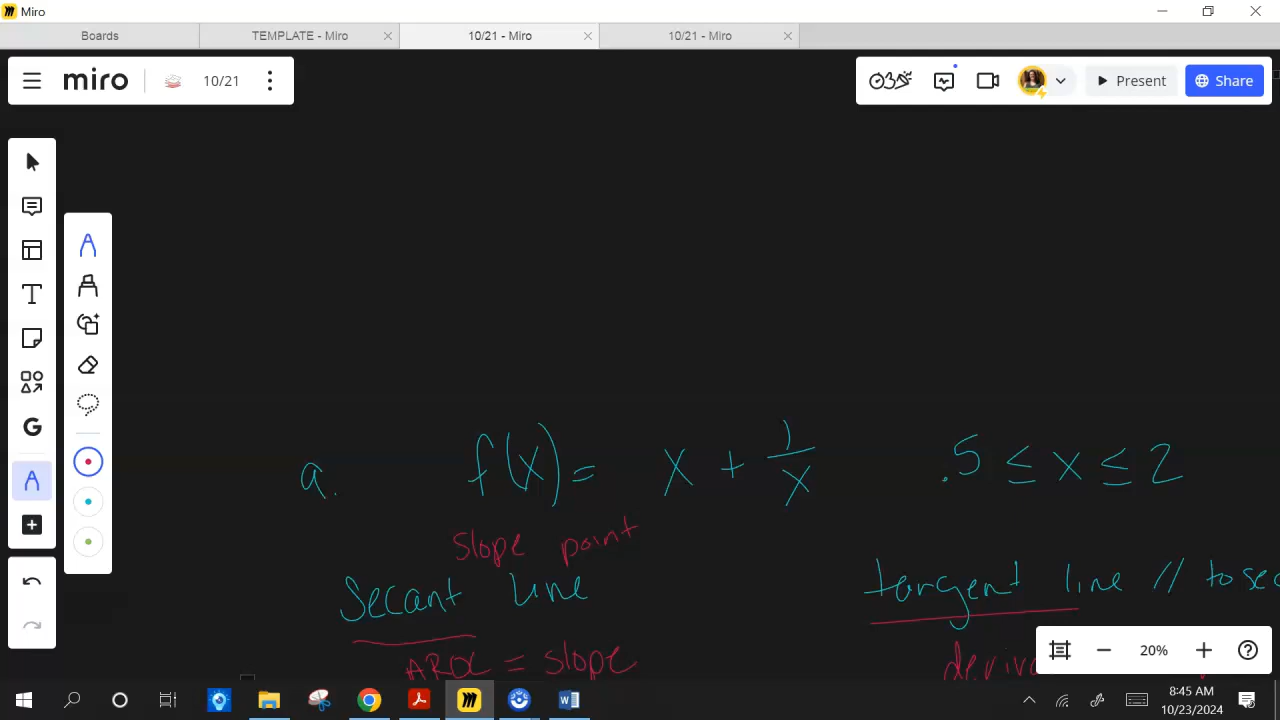 Miro
Boards
TEMPLATE - Miro
10/21 - Miro
10/21 - Miro
miro
10/21
Present
Share
a. f(x) = x + 1/x .5 ≤ x ≤ 2
slope point
Secant line
tangent line // to sec
AROC = slope
deriv
20%
8:45 AM
10/23/2024